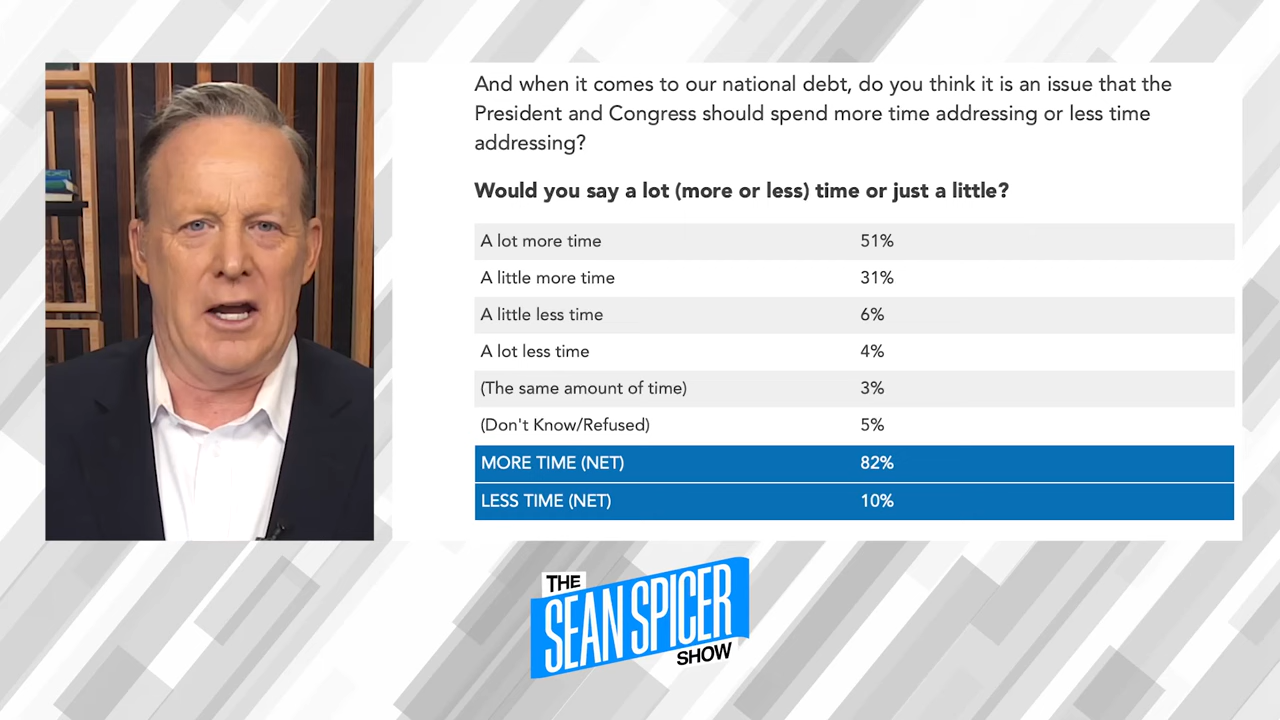 And when it comes to our national debt, do you think it is an issue that the
President and Congress should spend more time addressing or less time
addressing?
Would you say a lot (more or less) time or just a little?
A lot more time 51%
A little more time 31%
A little less time 6%
A lot less time 4%
(The same amount of time) 3%
(Don't Know/Refused) 5%
MORE TIME (NET) 82%
LESS TIME (NET) 10%
THE
SEAN SPICER
SHOW